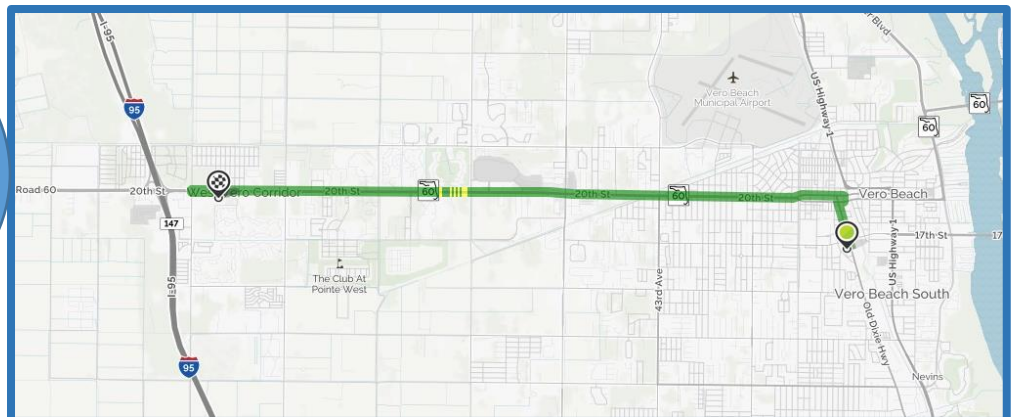 I-95
r Blvd
US Highway 1
Vero Beach
Municipal Airport
95
60
60
Road 60
20th St
West Vero Corridor
20th St
60
20th St
60
20th St
Vero Beach
147
17th St
17
I-95
The Club At
Pointe West
43rd Ave
US Highway 1
Vero Beach South
Old Dixie Hwy
95
Nevins